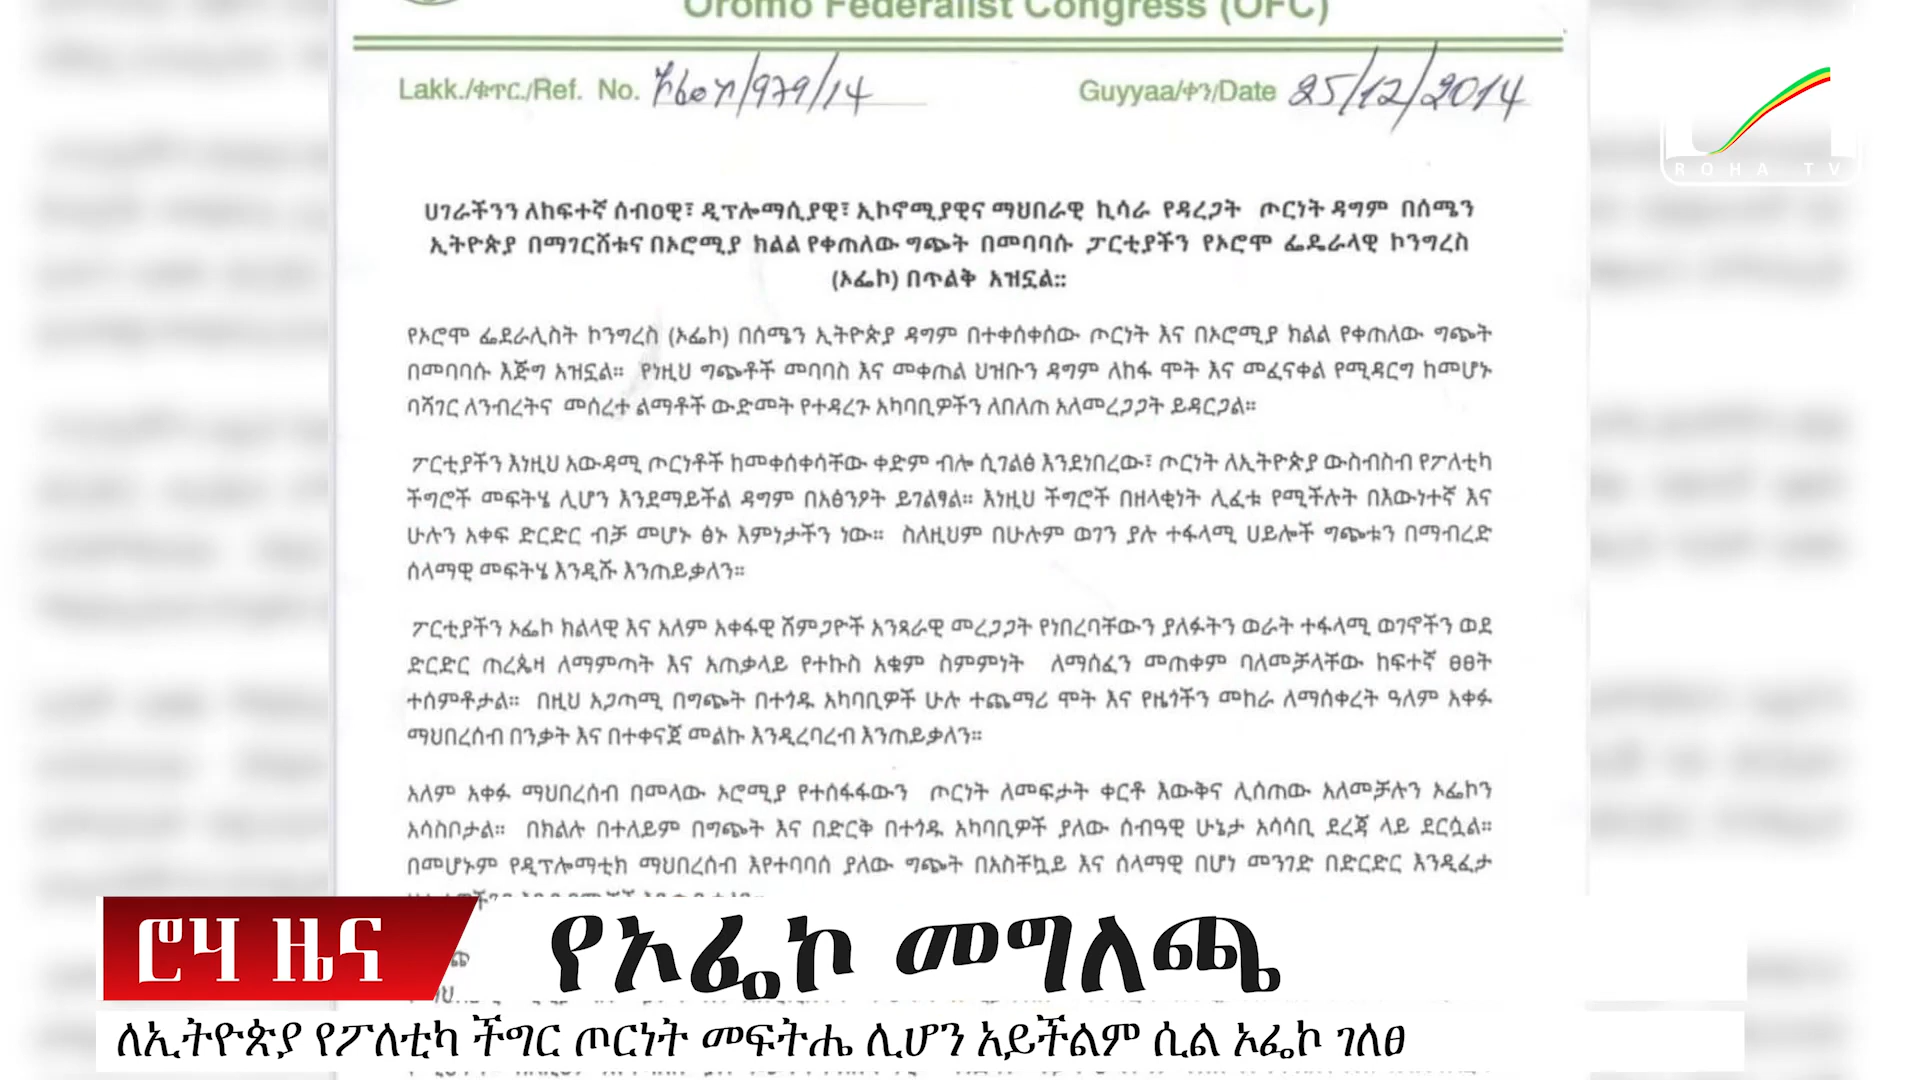 Oromo Federalist Congress (OFC)
Lakk./ቁጥር./Ref. No. /979/14
Guyyaa/ቀን/Date 25/12/2014
ROHA TV
ሀገራችንን ለከፍተኛ ሰብዐዊ፣ ዲፕሎማሲያዊ፣ ኢኮኖሚያዊና ማህበራዊ ኪሳራ የዳረጋት ጦርነት ዳግም በሰሜን
ኢትዮጵያ በማገርሸቱና በኦሮሚያ ክልል የቀጠለው ግጭት በመባባሱ ፓርቲያችን የኦሮሞ ፌዴራላዊ ኮንግረስ
(ኦፌኮ) በጥልቅ አዝኗል።
የኦሮሞ ፌደራሊስት ኮንግረስ (ኦፌኮ) በሰሜን ኢትዮጵያ ዳግም በተቀሰቀሰው ጦርነት እና በኦሮሚያ ክልል የቀጠለው ግጭት
በመባባሱ እጅግ አዝኗል። የነዚህ ግጭቶች መባባስ እና መቀጠል ህዝቡን ዳግም ለከፋ ሞት እና መፈናቀል የሚዳርግ ከመሆኑ
ባሻገር ለንብረትና መሰረተ ልማቶች ውድመት የተዳረጉ አካባቢዎችን ለበለጠ አለመረጋጋት ይዳርጋል።
ፓርቲያችን እነዚህ አውዳሚ ጦርነቶች ከመቀስቀሳቸው ቀድም ብሎ ሲገልፅ እንደነበረው፣ ጦርነት ለኢትዮጵያ ውስብስብ የፖለቲካ
ችግሮች መፍትሄ ሊሆን እንደማይችል ዳግም በአፅንዖት ይገልፃል። እነዚህ ችግሮች በዘላቂነት ሊፈቱ የሚችሉት በእውነተኛ እና
ሁሉን አቀፍ ድርድር ብቻ መሆኑ ፅኑ እምነታችን ነው። ስለዚህም በሁሉም ወገን ያሉ ተፋላሚ ሀይሎች ግጭቱን በማብረድ
ሰላማዊ መፍትሄ እንዲሹ እንጠይቃለን።
ፓርቲያችን ኦፌኮ ክልላዊ እና አለም አቀፋዊ ሽምጋዮች አንጻራዊ መረጋጋት የነበረባቸውን ያለፉትን ወራት ተፋላሚ ወገኖችን ወደ
ድርድር ጠረጴዛ ለማምጣት እና አጠቃላይ የተኩስ አቁም ስምምነት ለማሰፈን መጠቀም ባለመቻላቸው ከፍተኛ ፀፀት
ተሰምቶታል። በዚህ አጋጣሚ በግጭት በተጎዱ አካባቢዎች ሁሉ ተጨማሪ ሞት እና የዜጎችን መከራ ለማስቀረት ዓለም አቀፉ
ማህበረሰብ በንቃት እና በተቀናጀ መልኩ እንዲረባረብ እንጠይቃለን።
አለም አቀፉ ማህበረሰብ በመላው ኦሮሚያ የተስፋፋውን ጦርነት ለመፍታት ቀርቶ እውቅና ሊሰጠው አለመቻሉን ኦፌኮን
አሳስቦታል። በክልሉ በተለይም በግጭት እና በድርቅ በተጎዱ አካባቢዎች ያለው ሰብዓዊ ሁኔታ አሳሳቢ ደረጃ ላይ ደርሷል።
በመሆኑም የዲፕሎማቲክ ማህበረሰብ እየተባባሰ ያለው ግጭት በአስቸኳይ እና ሰላማዊ በሆነ መንገድ በድርድር እንዲፈታ
ሮሃ ዜና
የኦፌኮ መግለጫ
ለኢትዮጵያ የፖለቲካ ችግር ጦርነት መፍትሔ ሊሆን አይችልም ሲል ኦፌኮ ገለፀ